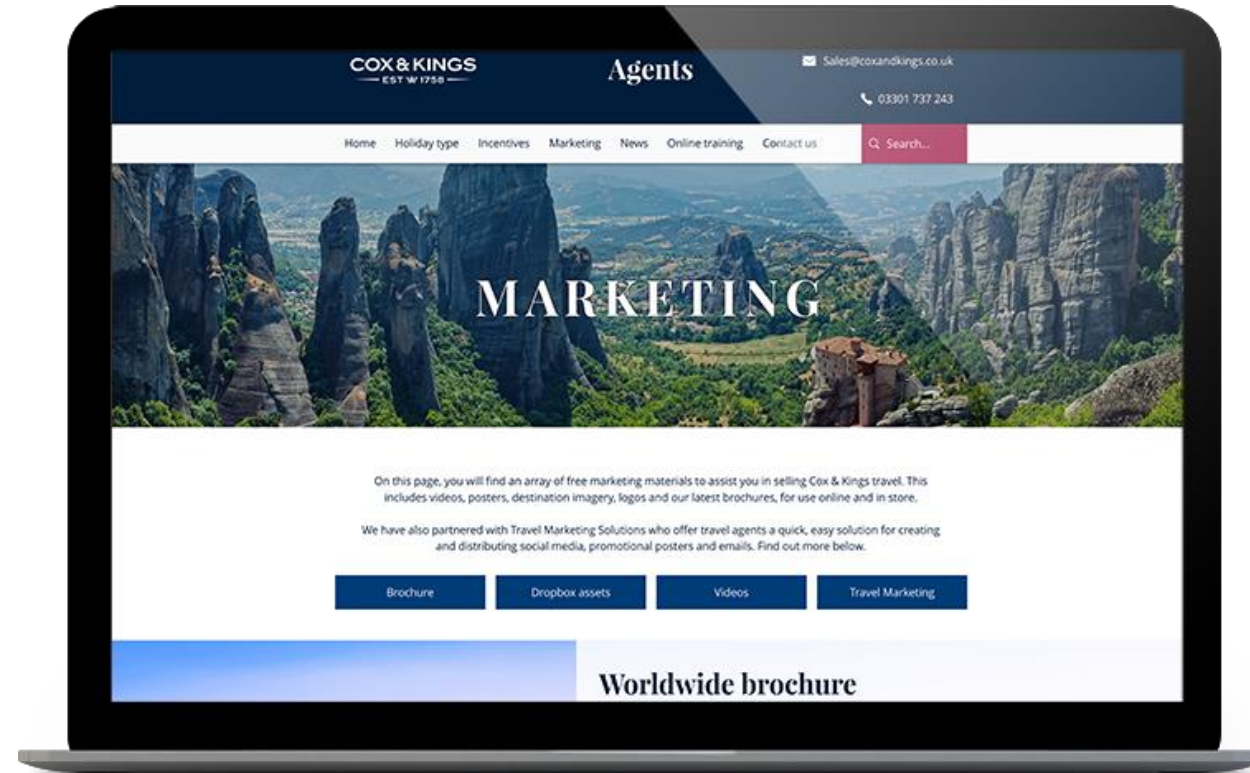 COX & KINGS
EST W 1758
Agents
Sales@coxandkings.co.uk
03301 737 243
Home Holiday type Incentives Marketing News Online training Contact us Search...
MARKETING
On this page, you will find an array of free marketing materials to assist you in selling Cox & Kings travel. This
includes videos, posters, destination imagery, logos and our latest brochures, for use online and in store.
We have also partnered with Travel Marketing Solutions who offer travel agents a quick, easy solution for creating
and distributing social media, promotional posters and emails. Find out more below.
Brochure Dropbox assets Videos Travel Marketing
Worldwide brochure